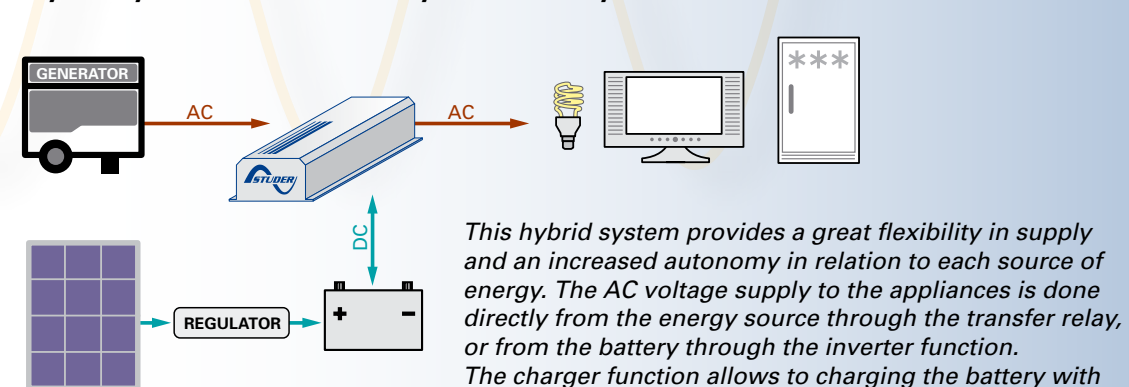 GENERATOR
AC
AC
STUDER
DC
REGULATOR
+ -
This hybrid system provides a great flexibility in supply
and an increased autonomy in relation to each source of
energy. The AC voltage supply to the appliances is done
directly from the energy source through the transfer relay,
or from the battery through the inverter function.
The charger function allows to charging the battery with